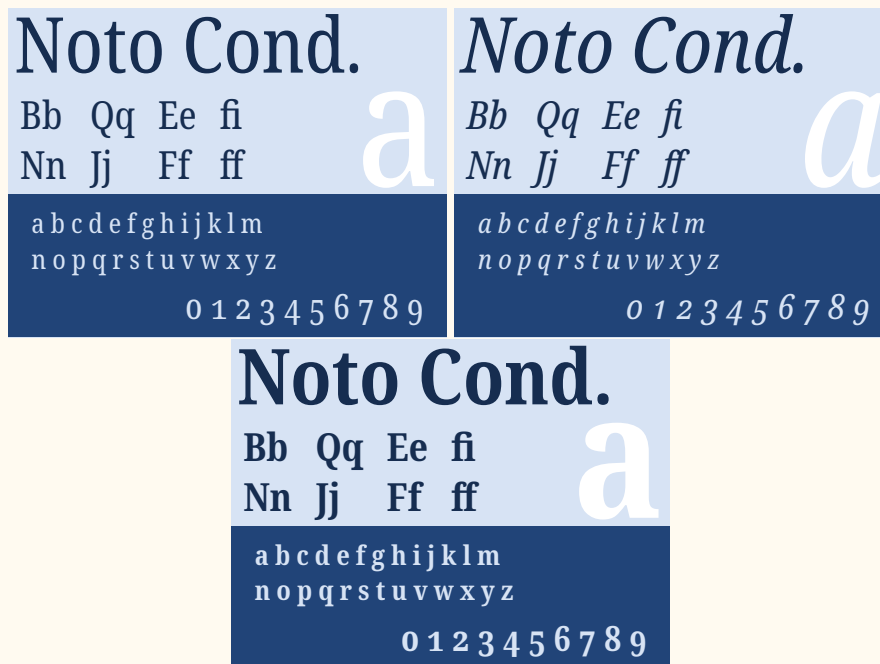 Noto Cond.
Bb Qq Ee fi
Nn Jj Ff ff
a
a b c d e f g h i j k l m
n o p q r s t u v w x y z
0 1 2 3 4 5 6 7 8 9
Noto Cond.
Bb Qq Ee fi
Nn Jj Ff ff
a
a b c d e f g h i j k l m
n o p q r s t u v w x y z
0 1 2 3 4 5 6 7 8 9
Noto Cond.
Bb Qq Ee fi
Nn Jj Ff ff
a
a b c d e f g h i j k l m
n o p q r s t u v w x y z
0 1 2 3 4 5 6 7 8 9